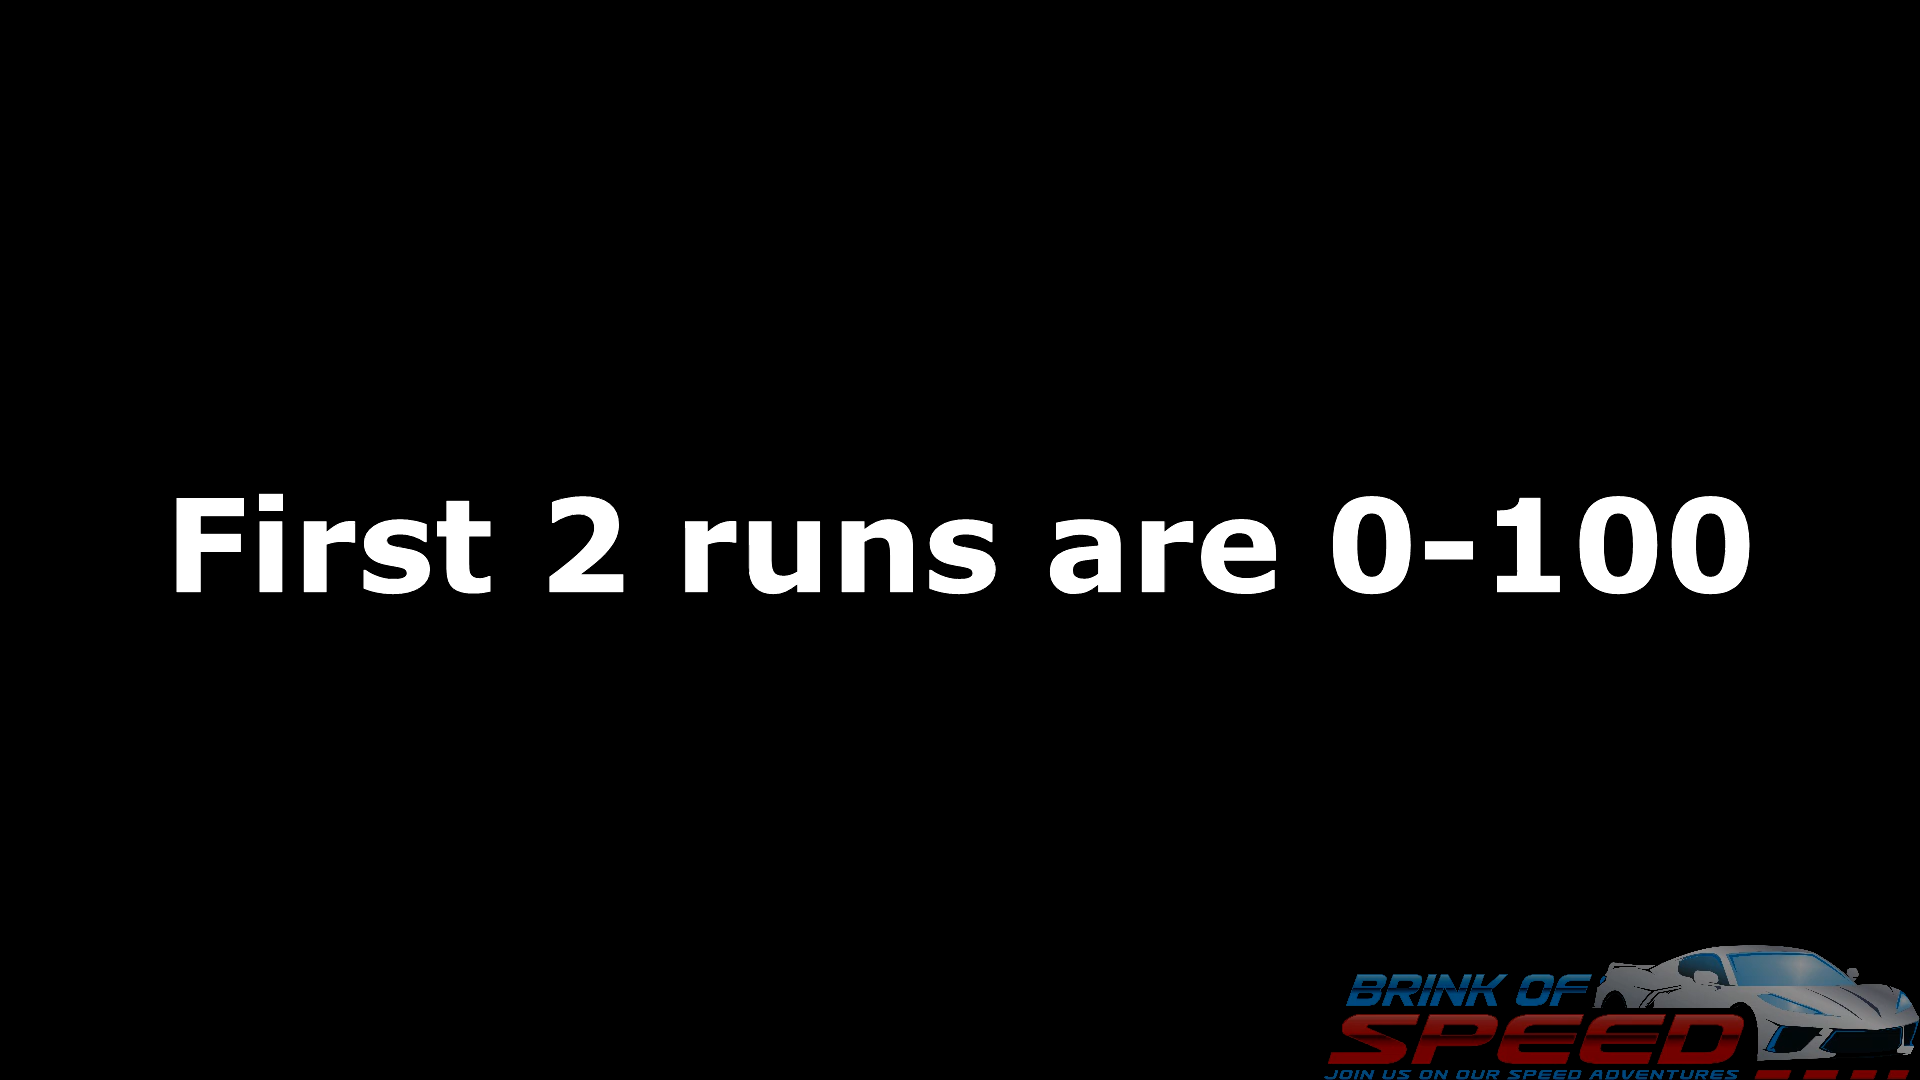 First 2 runs are 0-100
BRINK OF
SPEED
JOIN US ON OUR SPEED ADVENTURES